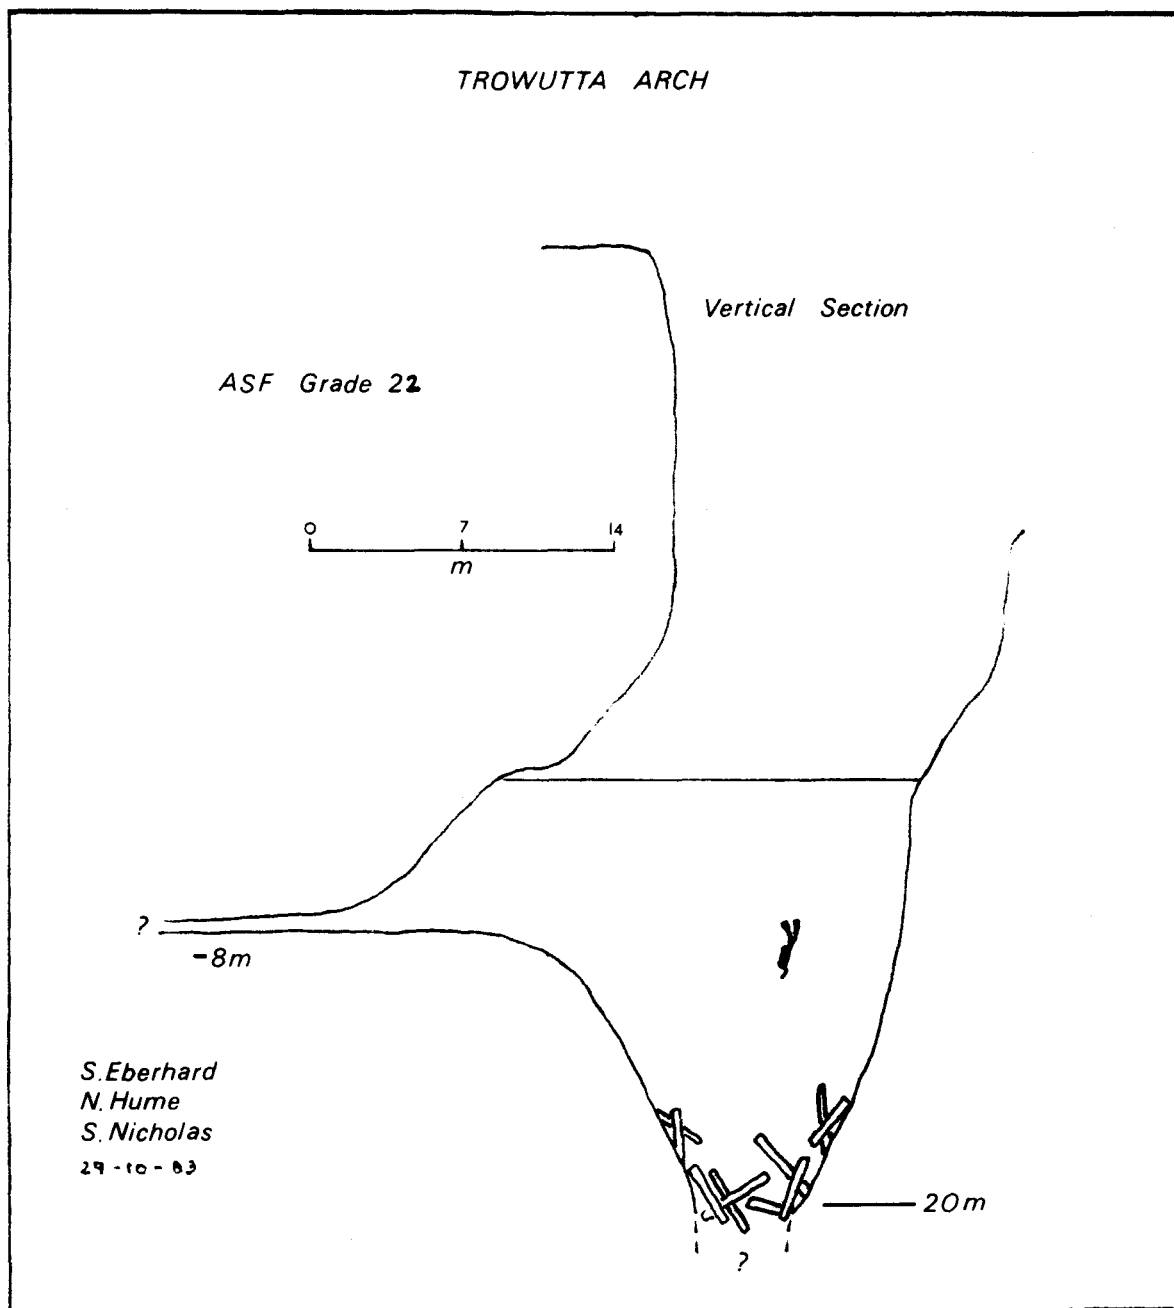 TROWUTTA ARCH
Vertical Section
ASF Grade 22
0 7 14
m
?
-8m
S. Eberhard
N. Hume
S. Nicholas
29-10-83
20m
?